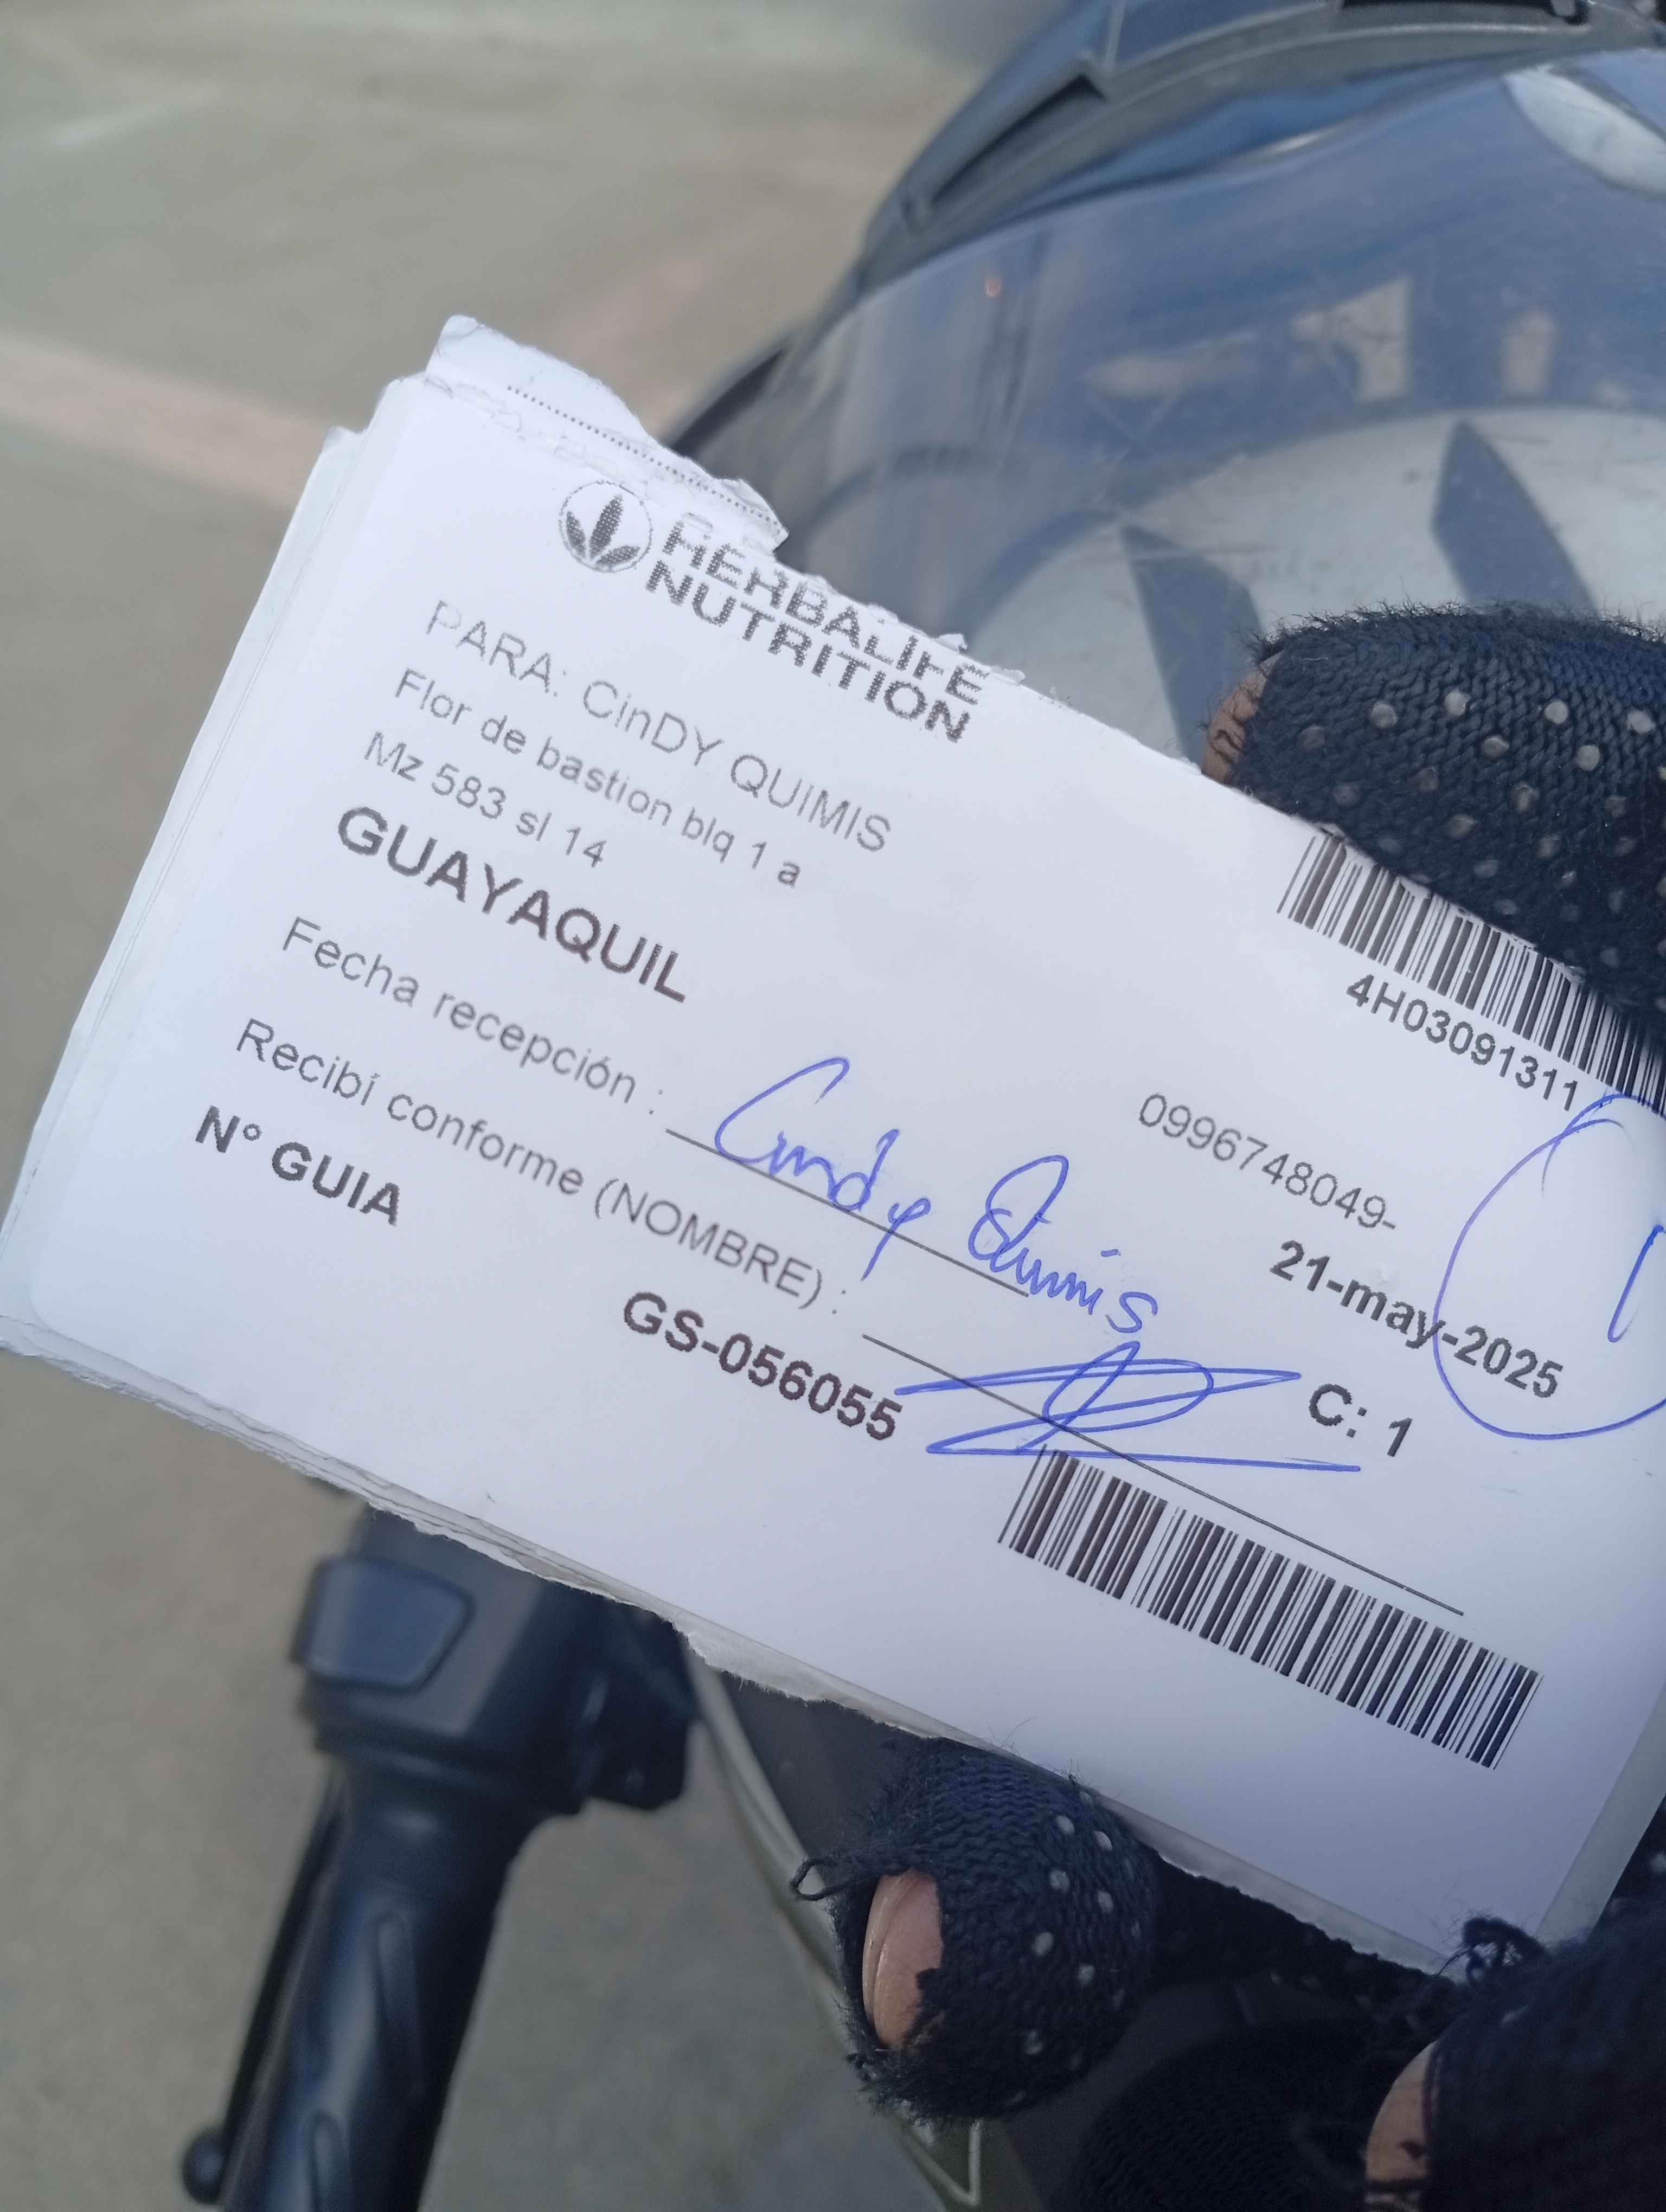 HERBALIFE
NUTRITION
PARA: CinDY QUIMIS
Flor de bastion blq 1 a
Mz 583 sl 14
GUAYAQUIL
4H03091311
0996748049-
Fecha recepción :
Cindy Quimis
21-may-2025
Recibí conforme (NOMBRE) :
N° GUIA
GS-056055
C: 1